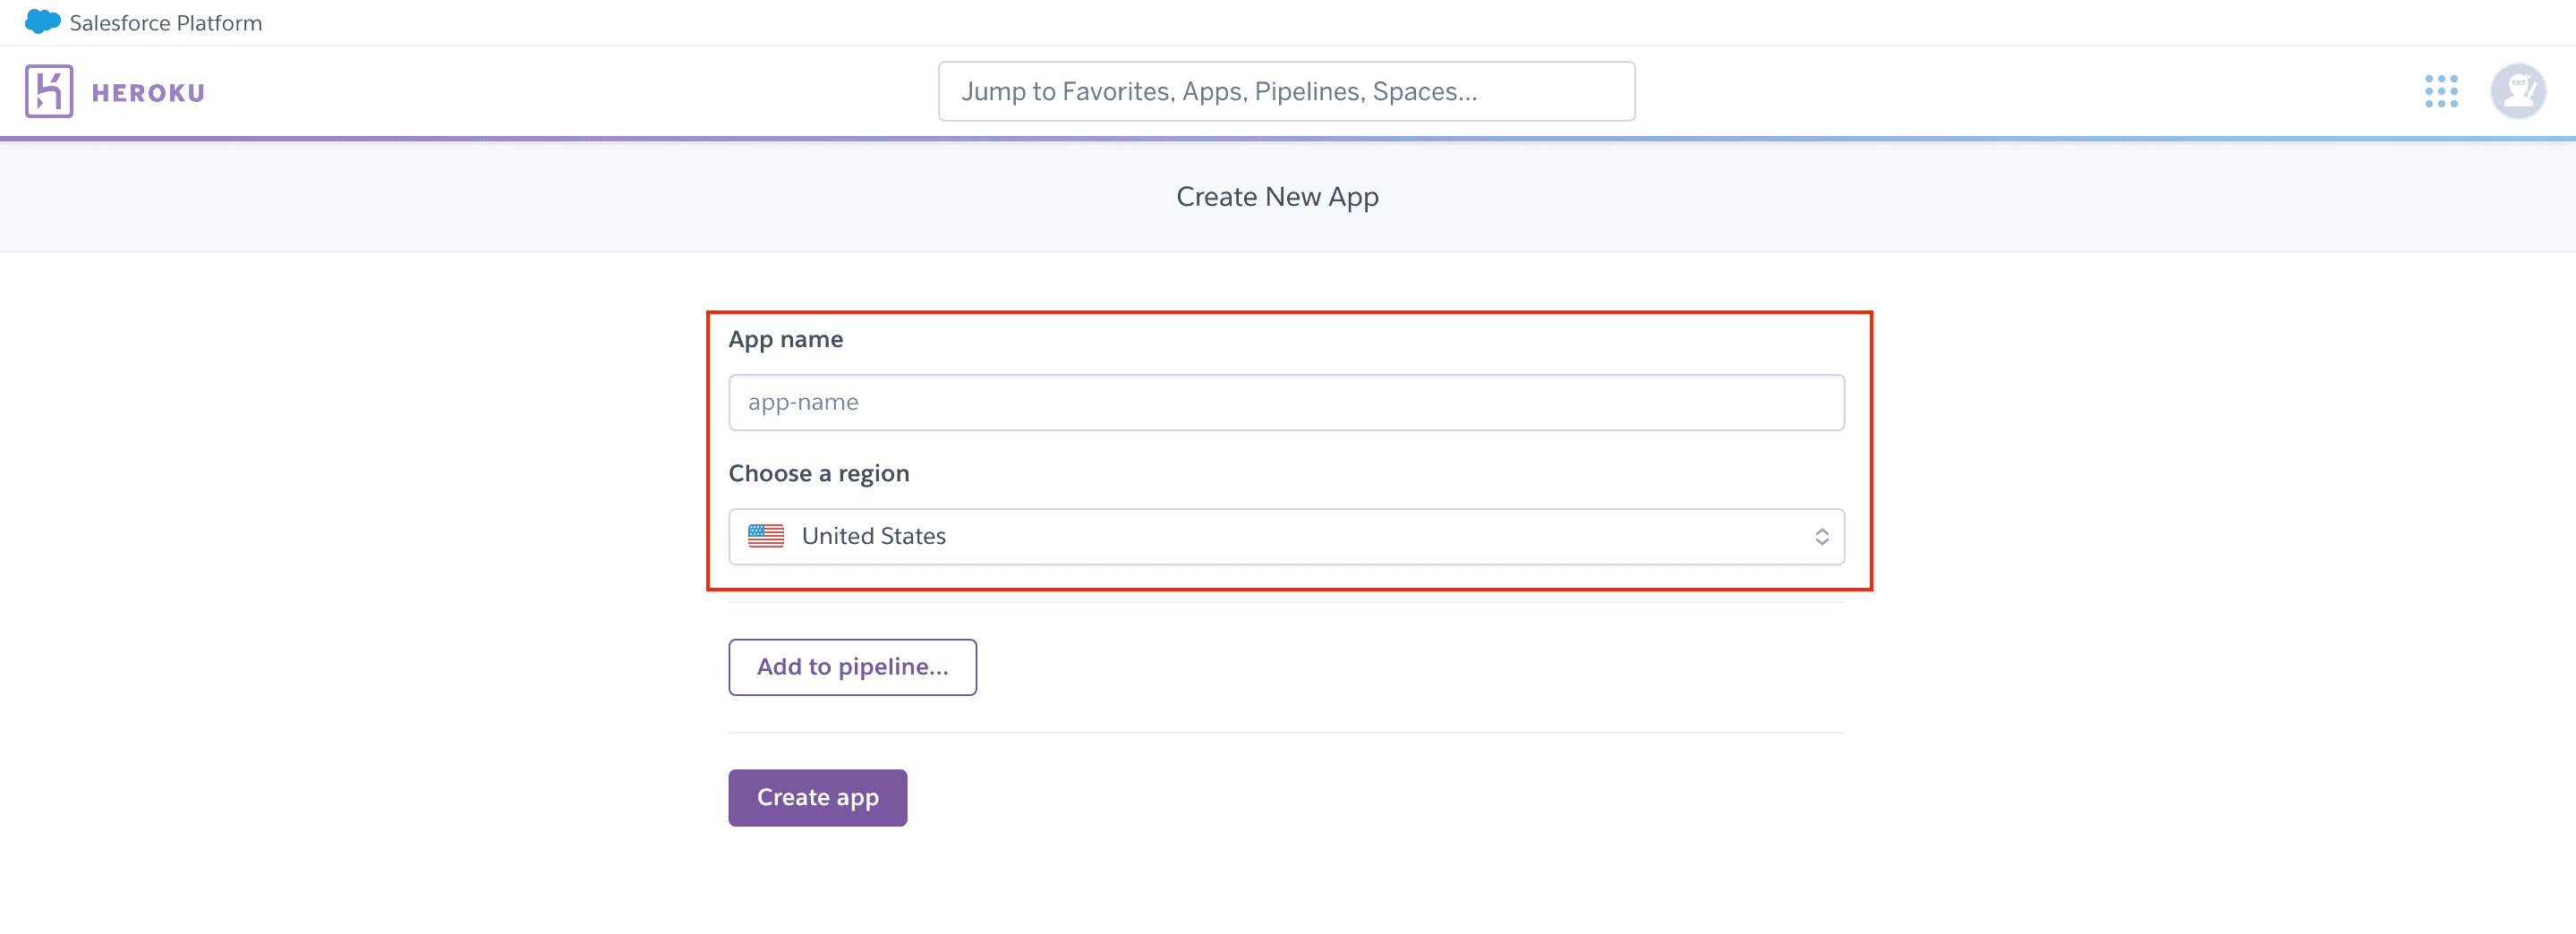 Salesforce Platform
HEROKU
Jump to Favorites, Apps, Pipelines, Spaces...
Create New App
App name
app-name
Choose a region
United States
Add to pipeline...
Create app